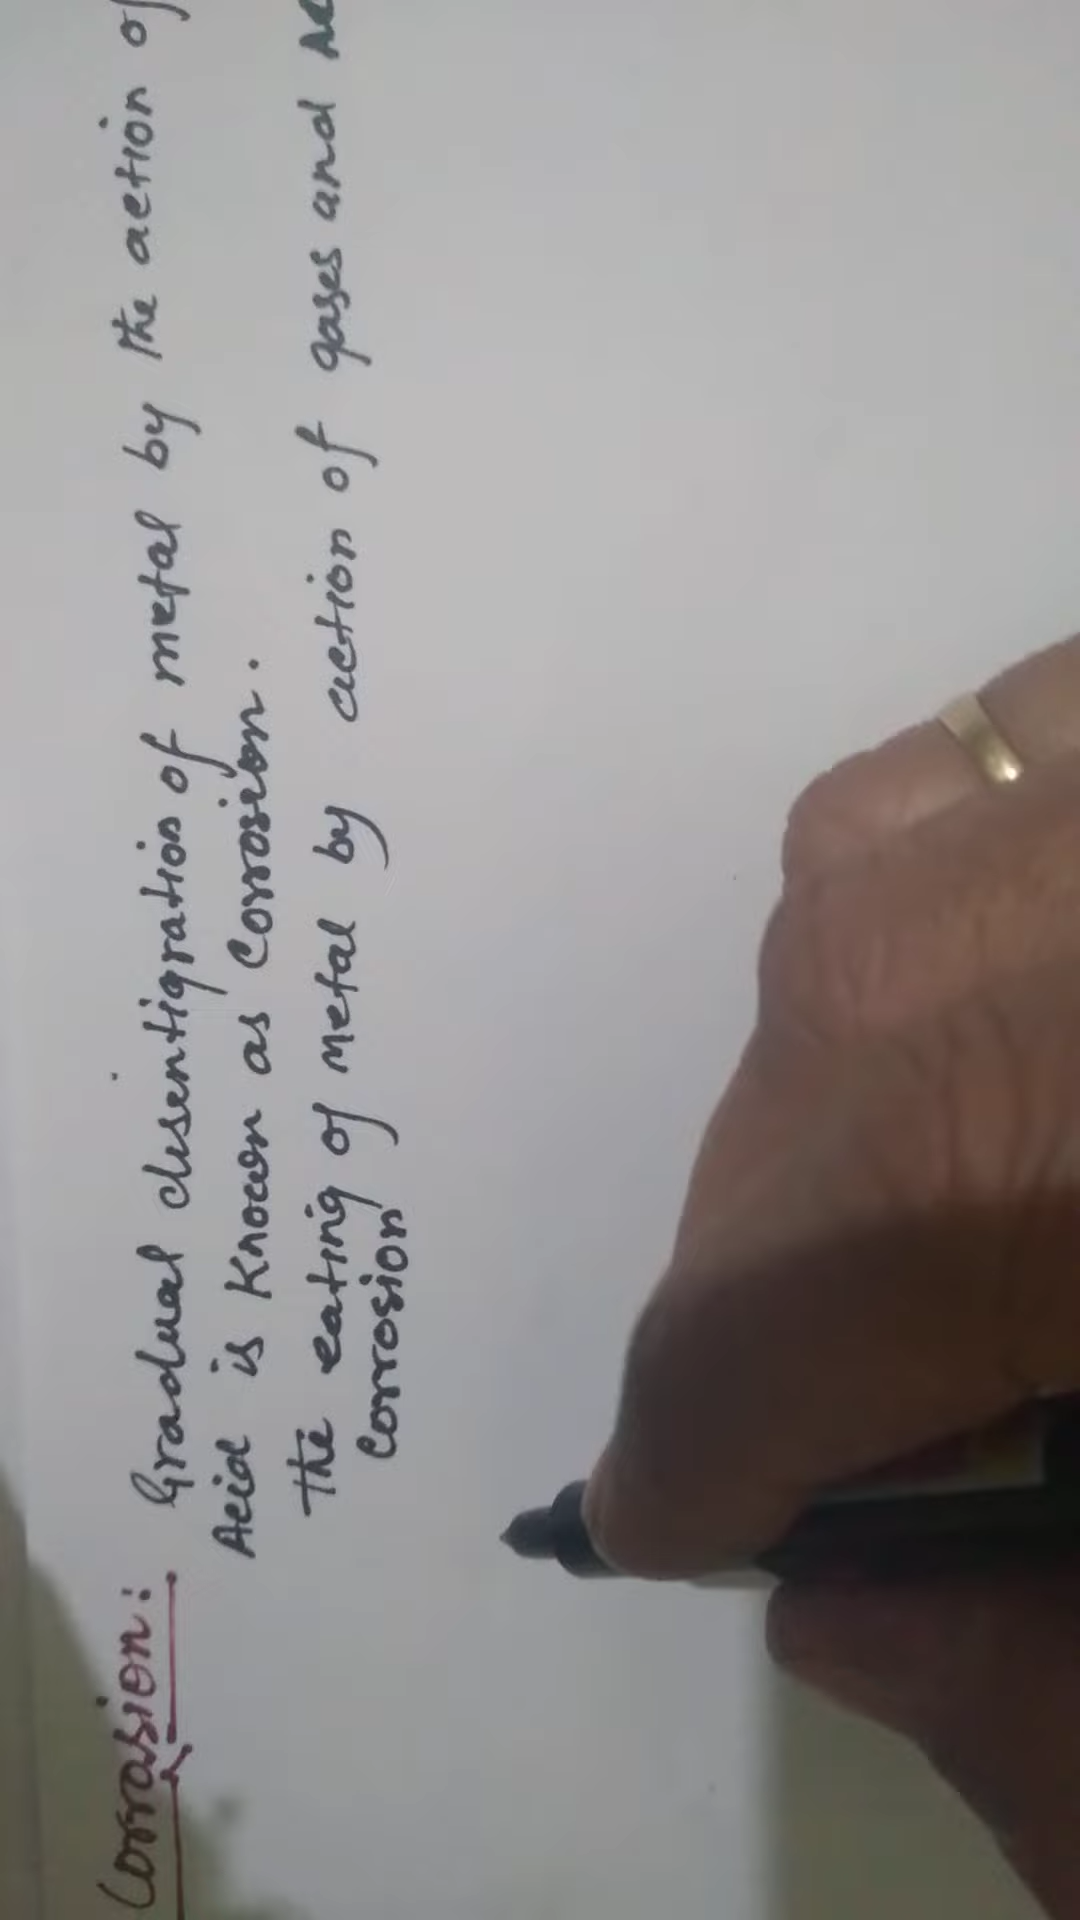 Corrosion: Gradual disentigration of metal by the action of
Acid is Known as Corrosion.
the eating of metal by action of gases and
Corrosion